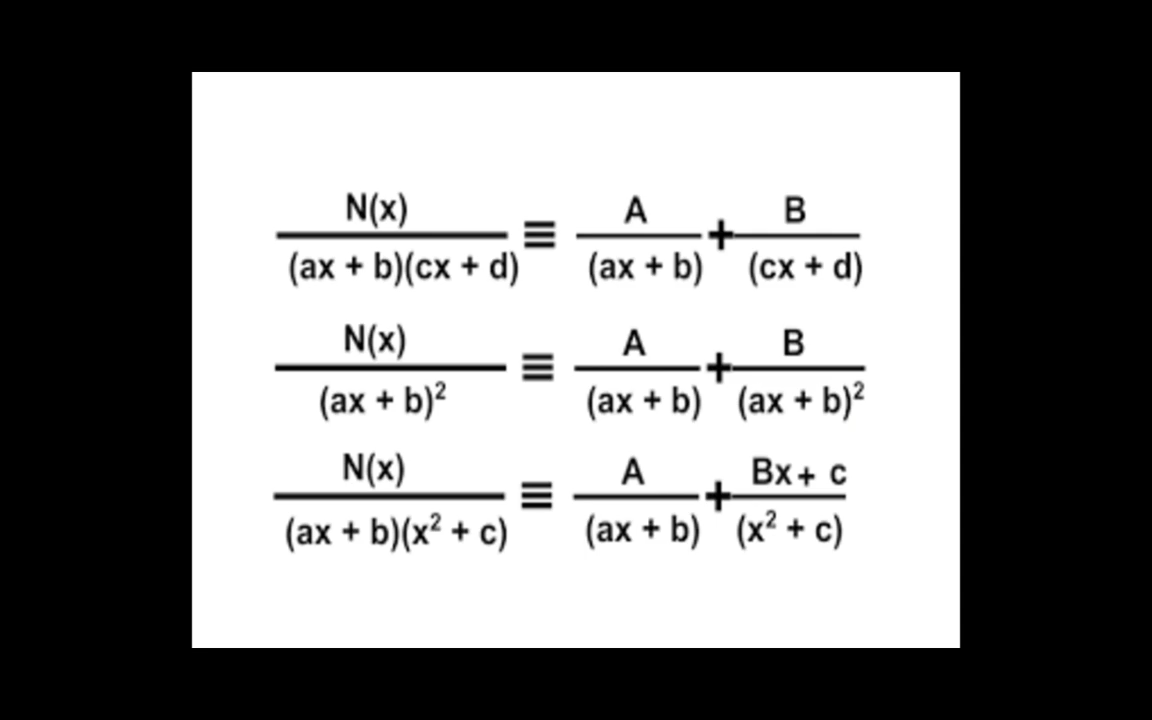 N(x) / (ax + b)(cx + d) ≡ A / (ax + b) + B / (cx + d)
N(x) / (ax + b)² ≡ A / (ax + b) + B / (ax + b)²
N(x) / (ax + b)(x² + c) ≡ A / (ax + b) + Bx + c / (x² + c)